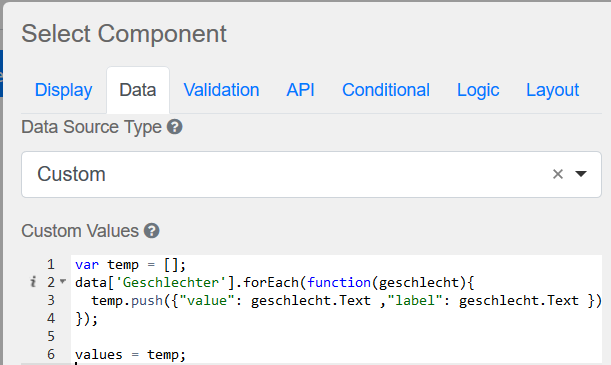 Select Component
Display Data Validation API Conditional Logic Layout
Data Source Type ?
Custom × 
Custom Values ?
1 var temp = [];
i 2 data['Geschlechter'].forEach(function(geschlecht){
3 temp.push({"value": geschlecht.Text ,"label": geschlecht.Text })
4 });
5
6 values = temp;